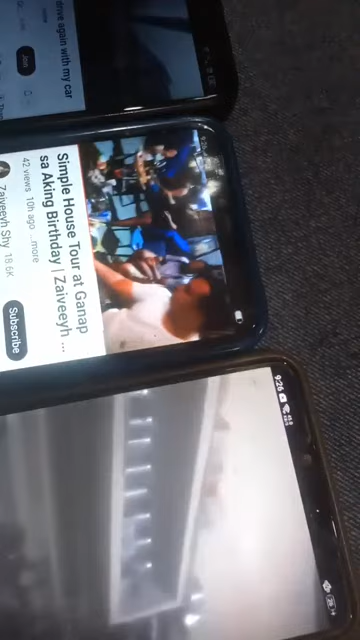 drive again with my car
Join
Simple House Tour at Ganap
sa Aking Birthday | Zaiveeyh ...
42 views 10h ago ...more
Zaiveeyh Shy 18.6K
Subscribe
9:26